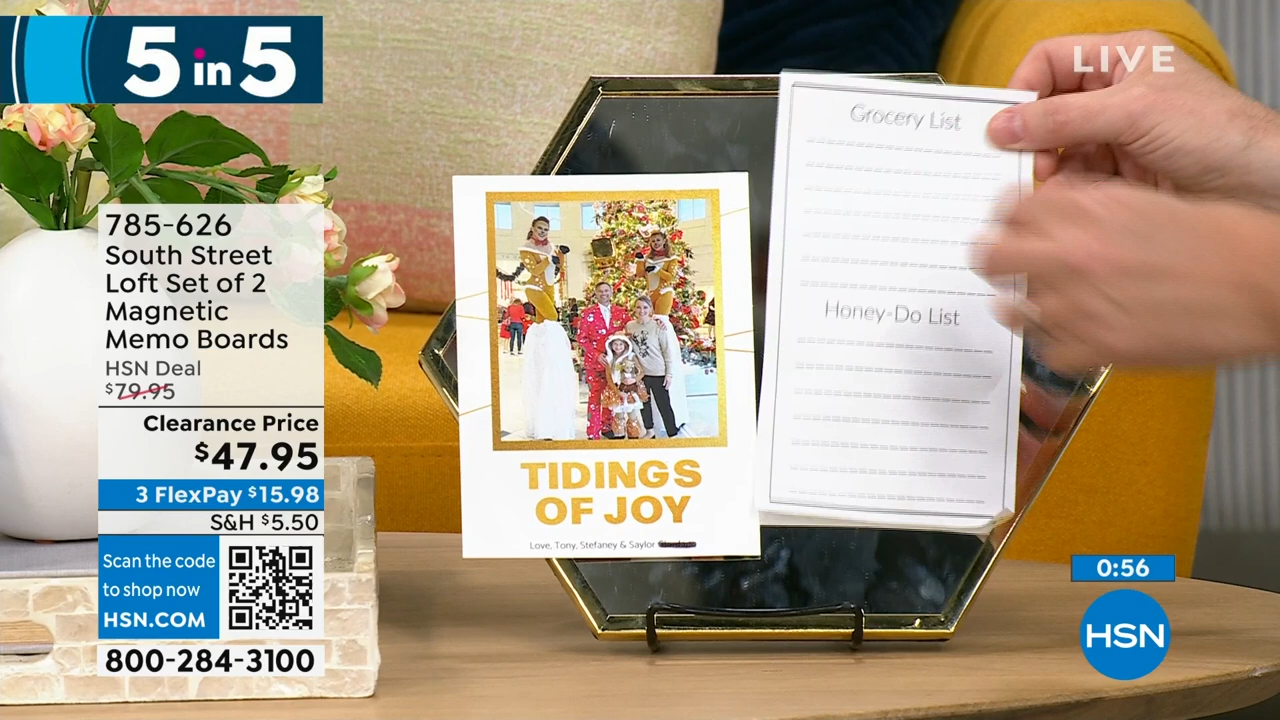 5 in 5
LIVE
785-626
South Street
Loft Set of 2
Magnetic
Memo Boards
HSN Deal
$79.95
Clearance Price
$47.95
3 FlexPay $15.98
S&H $5.50
Scan the code
to shop now
HSN.COM
800-284-3100
TIDINGS
OF JOY
Love, Tony, Stefaney & Saylor
Grocery List
Honey-Do List
0:56
HSN